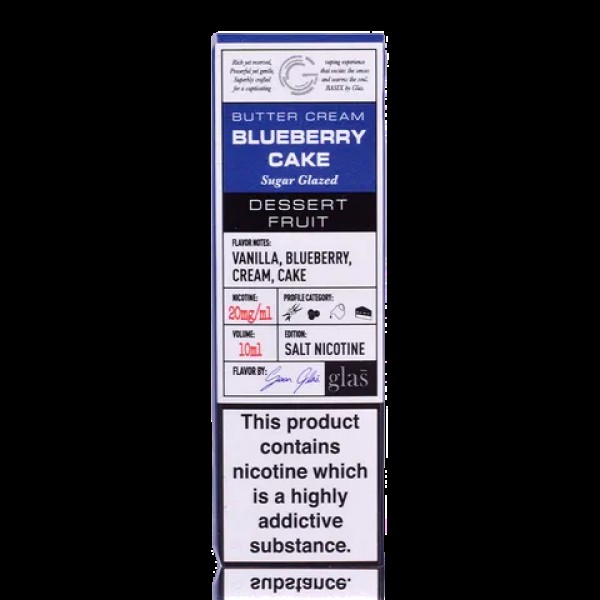 Rich yet reserved,
Powerful yet gentle,
Superbly crafted
for a captivating
vaping experience
that excites the senses
and warms the soul.
BASIX by Glas.
BUTTER CREAM
BLUEBERRY
CAKE
Sugar Glazed
DESSERT
FRUIT
FLAVOR NOTES:
VANILLA, BLUEBERRY,
CREAM, CAKE
NICOTINE:
20mg/ml
PROFILE CATEGORY:
VOLUME:
10ml
EDITION:
SALT NICOTINE
FLAVOR BY:
Sean Glas
glas̄
This product
contains
nicotine which
is a highly
addictive
substance.